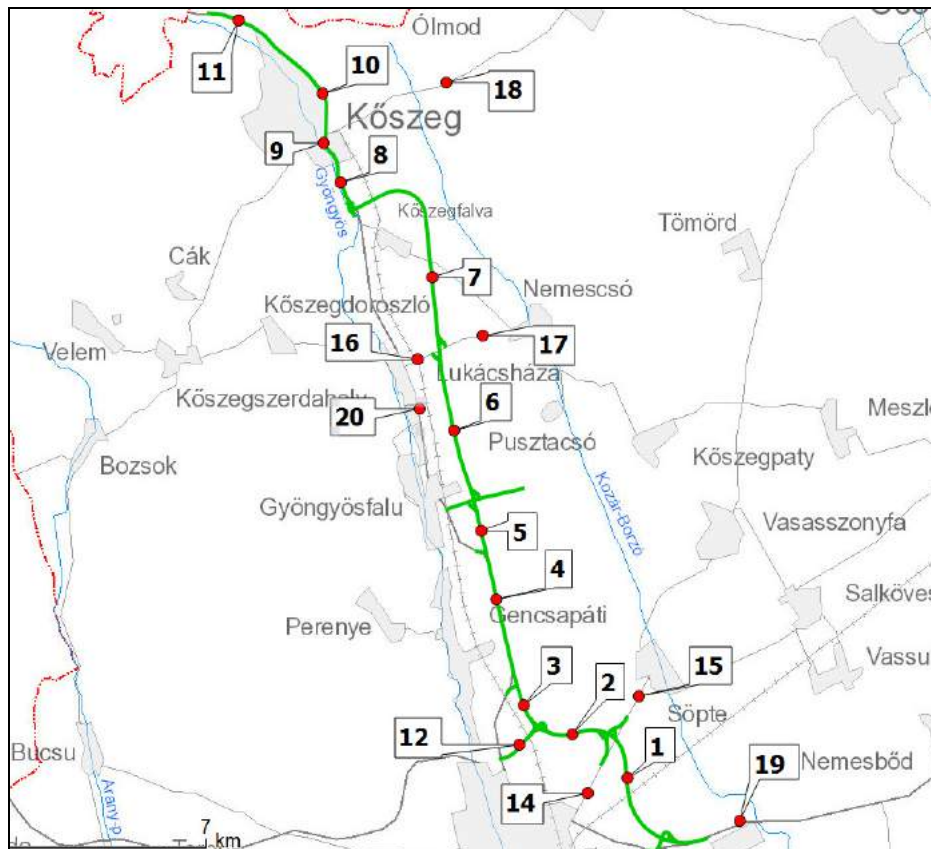 Ólmod
11
10
18
Kőszeg
9
8
Gyöngyös
Kőszegfalva
Tömörd
Cák
7
Nemescsó
Kőszegdoroszló
16
17
Velem
Lukácsháza
Kőszegszerdahely
20
6
Meszle
Pusztacsó
Kőszegpaty
Bozsok
Gyöngyösfalu
Kozár-Borzó
Vasasszonyfa
5
4
Salköves
Gencsapáti
Perenye
Vassu
3
2
15
Söpte
12
1
19
Bucsu
Nemesbőd
14
Arany-p
7
km